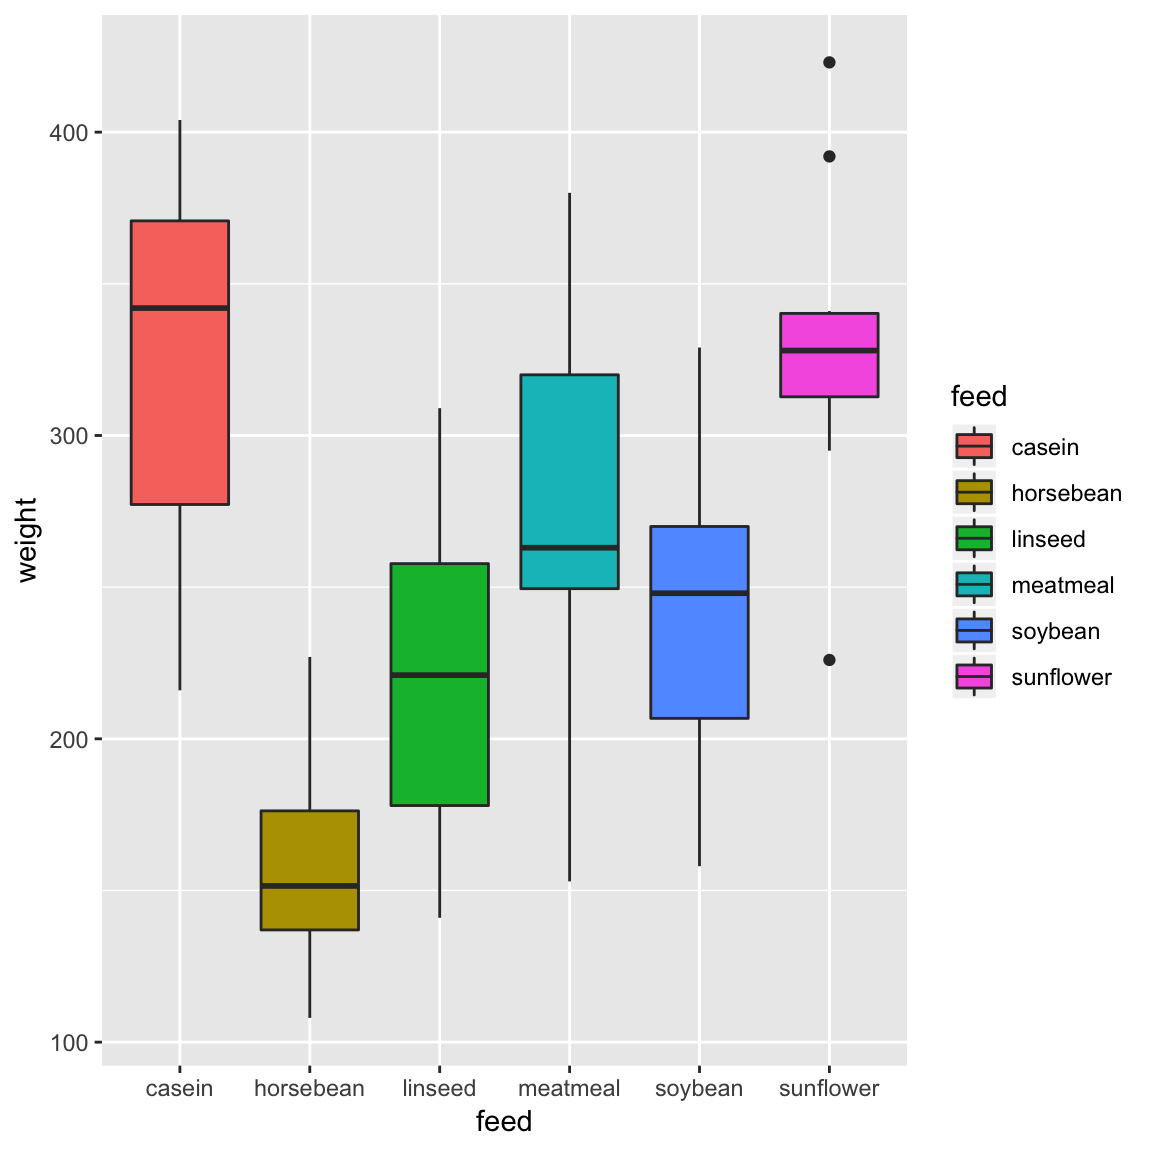 400
300
200
100
weight
casein
horsebean
linseed
meatmeal
soybean
sunflower
feed
feed
casein
horsebean
linseed
meatmeal
soybean
sunflower